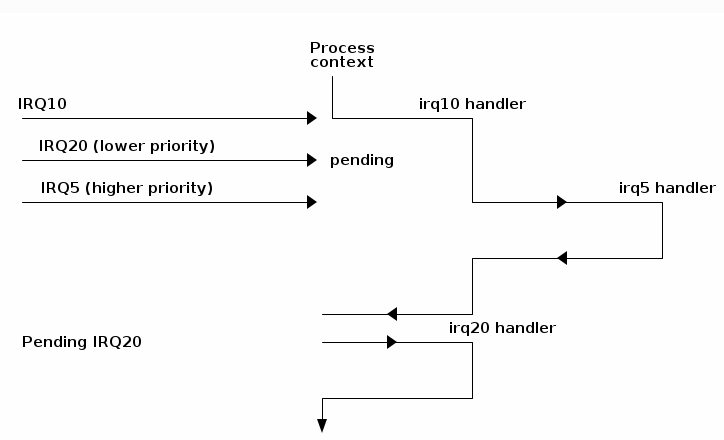 Process
context
IRQ10
irq10 handler
IRQ20 (lower priority)
pending
IRQ5 (higher priority)
irq5 handler
irq20 handler
Pending IRQ20